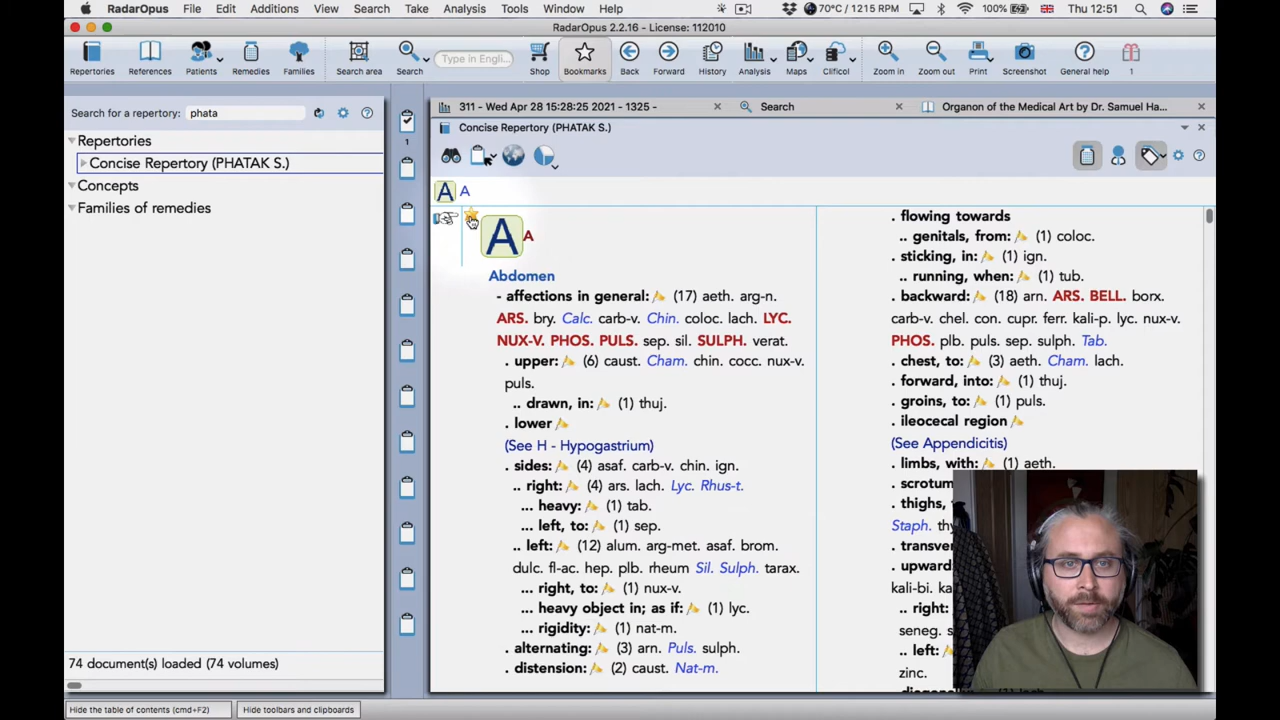 RadarOpus File Edit View Search Take Analysis Tools Window Help 70°C / 1215 RPM 100% Thu 12:51
RadarOpus 2.2.16 - License: 112010
Repertories References Patients Remedies Families Search area Search Type in Engli... Shop Bookmarks Back Forward History Analysis Maps Clificol Zoom in Zoom out Print Screenshot General help 1
Search for a repertory: phata
Repertories
Concise Repertory (PHATAK S.)
Concepts
Families of remedies
74 document(s) loaded (74 volumes)
Hide the table of contents (cmd+F2) Hide toolbars and clipboards
1
311 - Wed Apr 28 15:28:25 2021 - 1325 - Search Organon of the Medical Art by Dr. Samuel Ha...
Concise Repertory (PHATAK S.)
A A
A A
Abdomen
- affections in general: (17) aeth. arg-n.
ARS. bry. Calc. carb-v. Chin. coloc. lach. LYC.
NUX-V. PHOS. PULS. sep. sil. SULPH. verat.
. upper: (6) caust. Cham. chin. cocc. nux-v.
puls.
.. drawn, in: (1) thuj.
. lower
(See H - Hypogastrium)
. sides: (4) asaf. carb-v. chin. ign.
.. right: (4) ars. lach. Lyc. Rhus-t.
... heavy: (1) tab.
... left, to: (1) sep.
.. left: (12) alum. arg-met. asaf. brom.
dulc. fl-ac. hep. plb. rheum Sil. Sulph. tarax.
... right, to: (1) nux-v.
... heavy object in; as if: (1) lyc.
... rigidity: (1) nat-m.
. alternating: (3) arn. Puls. sulph.
. distension: (2) caust. Nat-m.
. flowing towards
.. genitals, from: (1) coloc.
. sticking, in: (1) ign.
.. running, when: (1) tub.
. backward: (18) arn. ARS. BELL. borx.
carb-v. chel. con. cupr. ferr. kali-p. lyc. nux-v.
PHOS. plb. puls. sep. sulph. Tab.
. chest, to: (3) aeth. Cham. lach.
. forward, into: (1) thuj.
. groins, to: (1) puls.
. ileocecal region
(See Appendicitis)
. limbs, with: (1) aeth.
. scrotum
. thighs,
Staph. thy
. transver
. upward:
kali-bi. ka
.. right:
seneg. s
.. left:
zinc.